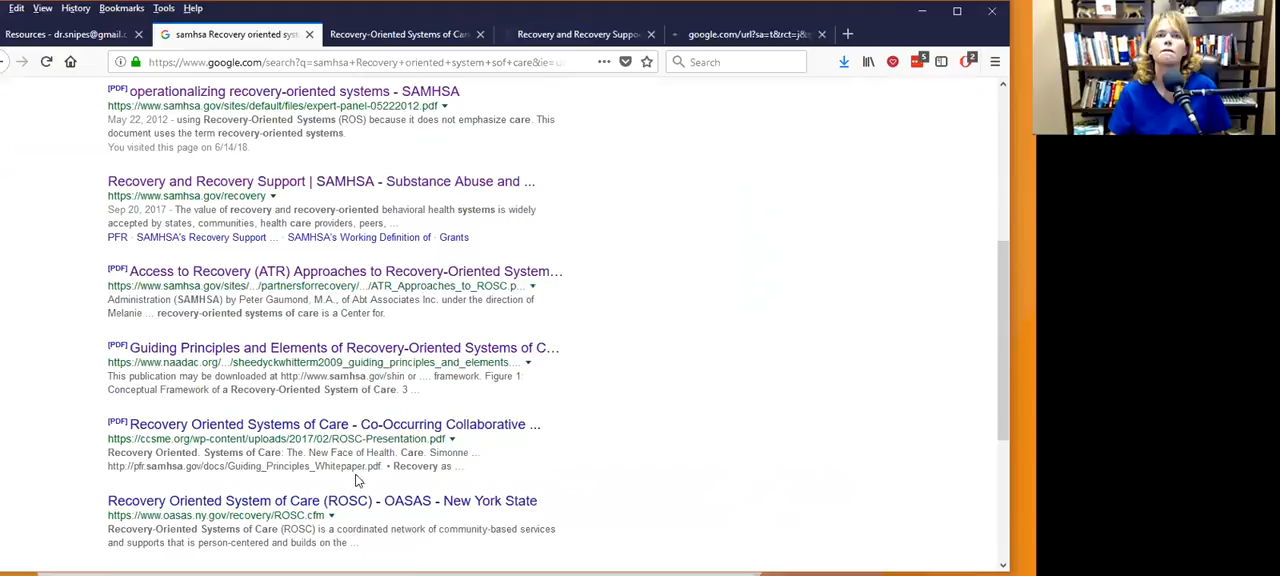 Edit View History Bookmarks Tools Help
Resources - dr.snipes@gmail.c samhsa Recovery oriented sys Recovery-Oriented Systems of Car Recovery and Recovery Suppo google.com/url?sa=t&rct=j&
https://www.google.com/search?q=samhsa+Recovery+oriented+system+sof+care&ie=u Search 5 2
[PDF] operationalizing recovery-oriented systems - SAMHSA
https://www.samhsa.gov/sites/default/files/expert-panel-05222012.pdf
May 22, 2012 - using Recovery-Oriented Systems (ROS) because it does not emphasize care. This
document uses the term recovery-oriented systems.
You visited this page on 6/14/18.
Recovery and Recovery Support | SAMHSA - Substance Abuse and ...
https://www.samhsa.gov/recovery
Sep 20, 2017 - The value of recovery and recovery-oriented behavioral health systems is widely
accepted by states, communities, health care providers, peers, ...
PFR · SAMHSA's Recovery Support ... · SAMHSA's Working Definition of · Grants
[PDF] Access to Recovery (ATR) Approaches to Recovery-Oriented System...
https://www.samhsa.gov/sites/.../partnersforrecovery/.../ATR_Approaches_to_ROSC.p...
Administration (SAMHSA) by Peter Gaumond, M.A., of Abt Associates Inc. under the direction of
Melanie ... recovery-oriented systems of care is a Center for.
[PDF] Guiding Principles and Elements of Recovery-Oriented Systems of C...
https://www.naadac.org/.../sheedyckwhitterm2009_guiding_principles_and_elements....
This publication may be downloaded at http://www.samhsa.gov/shin or .... framework. Figure 1:
Conceptual Framework of a Recovery-Oriented System of Care. 3 ...
[PDF] Recovery Oriented Systems of Care - Co-Occurring Collaborative ...
https://ccsme.org/wp-content/uploads/2017/02/ROSC-Presentation.pdf
Recovery Oriented. Systems of Care: The. New Face of Health. Care. Simonne ...
http://pfr.samhsa.gov/docs/Guiding_Principles_Whitepaper.pdf. • Recovery as ...
Recovery Oriented System of Care (ROSC) - OASAS - New York State
https://www.oasas.ny.gov/recovery/ROSC.cfm
Recovery-Oriented Systems of Care (ROSC) is a coordinated network of community-based services
and supports that is person-centered and builds on the ...